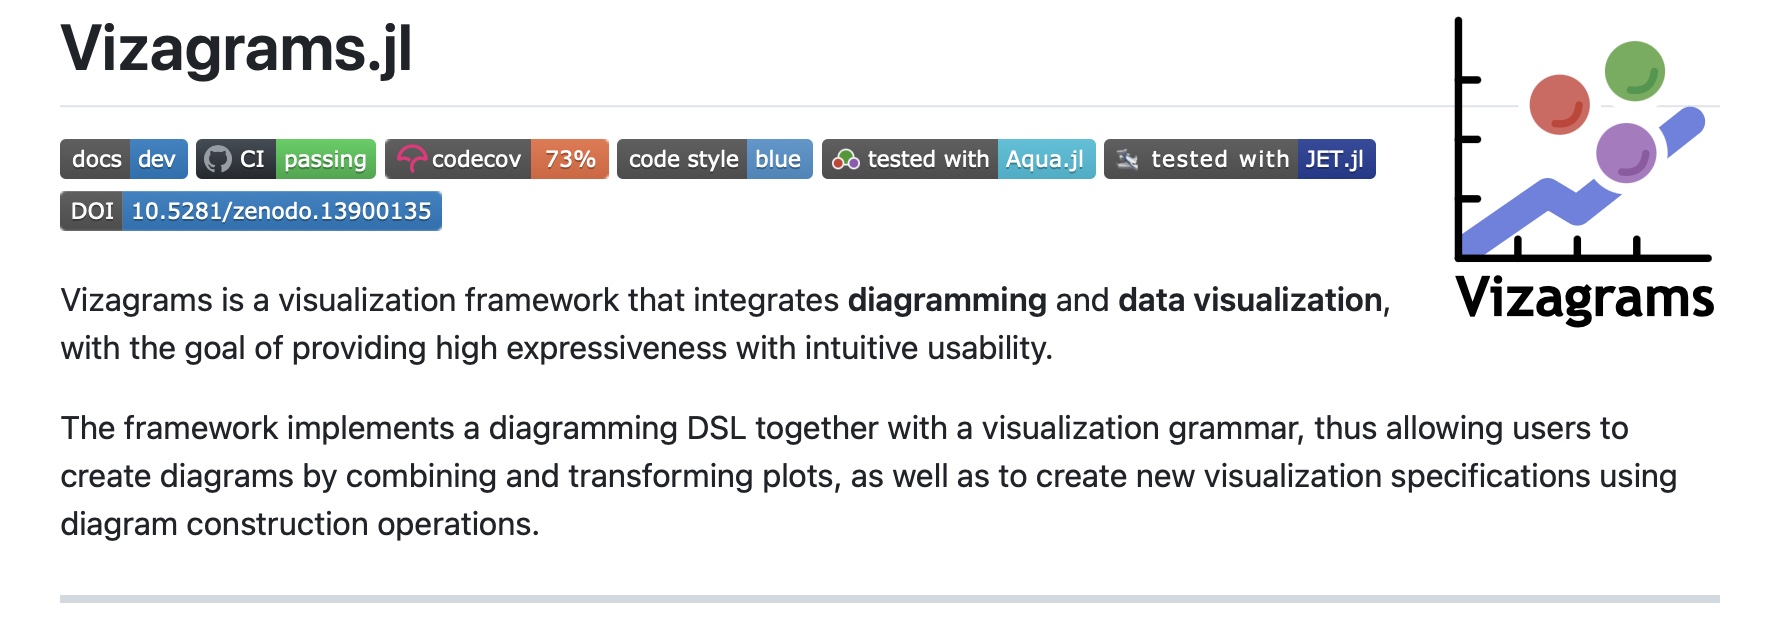 Vizagrams.jl
docs dev CI passing codecov 73% code style blue tested with Aqua.jl tested with JET.jl
DOI 10.5281/zenodo.13900135
Vizagrams
Vizagrams is a visualization framework that integrates diagramming and data visualization,
with the goal of providing high expressiveness with intuitive usability.
The framework implements a diagramming DSL together with a visualization grammar, thus allowing users to
create diagrams by combining and transforming plots, as well as to create new visualization specifications using
diagram construction operations.